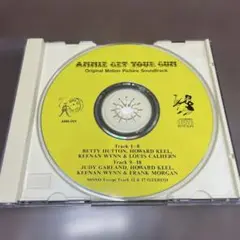 ANNIE GET YOUR GUN
Original Motion Picture Soundtrack
Track 1-8
BETTY HUTTON, HOWARD KEEL,
KEENAN WYNN & LOUIS CALHERN
Track 9-18
JUDY GARLAND, HOWARD KEEL,
KEENAN WYNN & FRANK MORGAN